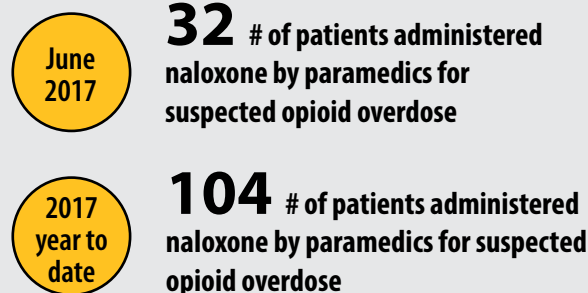 June
2017
32 # of patients administered
naloxone by paramedics for
suspected opioid overdose
2017
year to
date
104 # of patients administered
naloxone by paramedics for suspected
opioid overdose